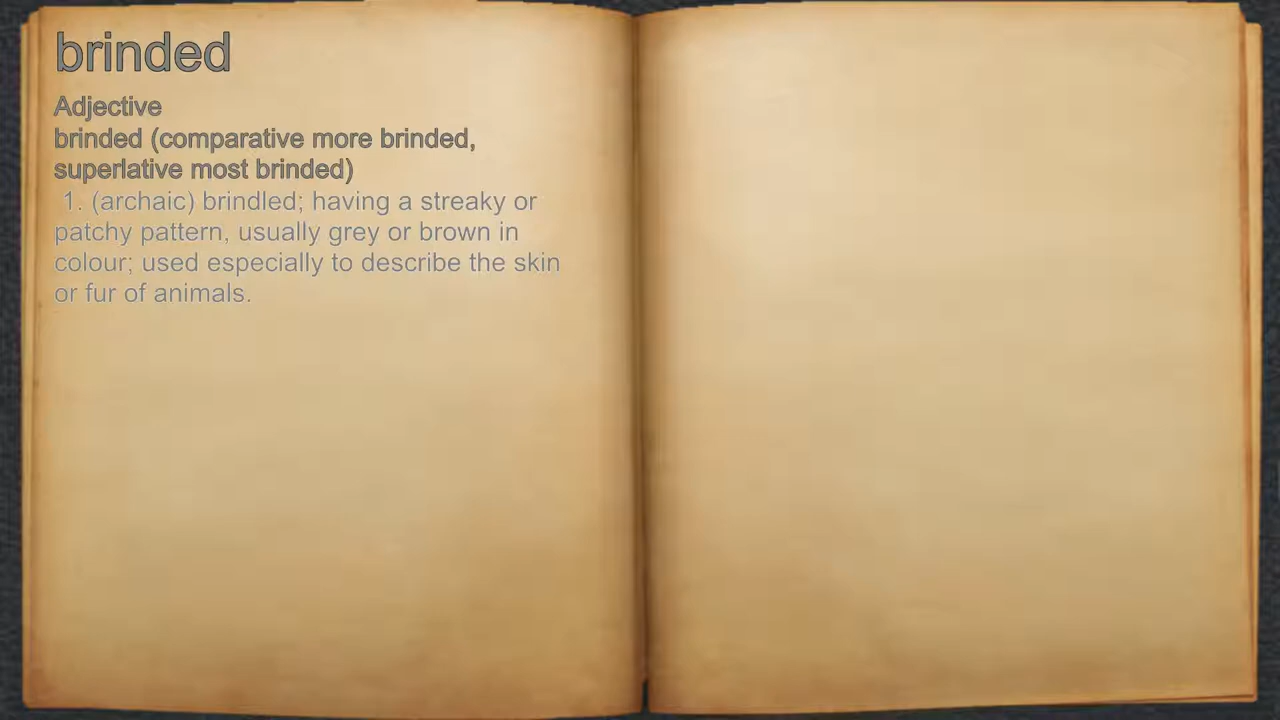 brinded
Adjective
brinded (comparative more brinded,
superlative most brinded)
1. (archaic) brindled; having a streaky or
patchy pattern, usually grey or brown in
colour; used especially to describe the skin
or fur of animals.